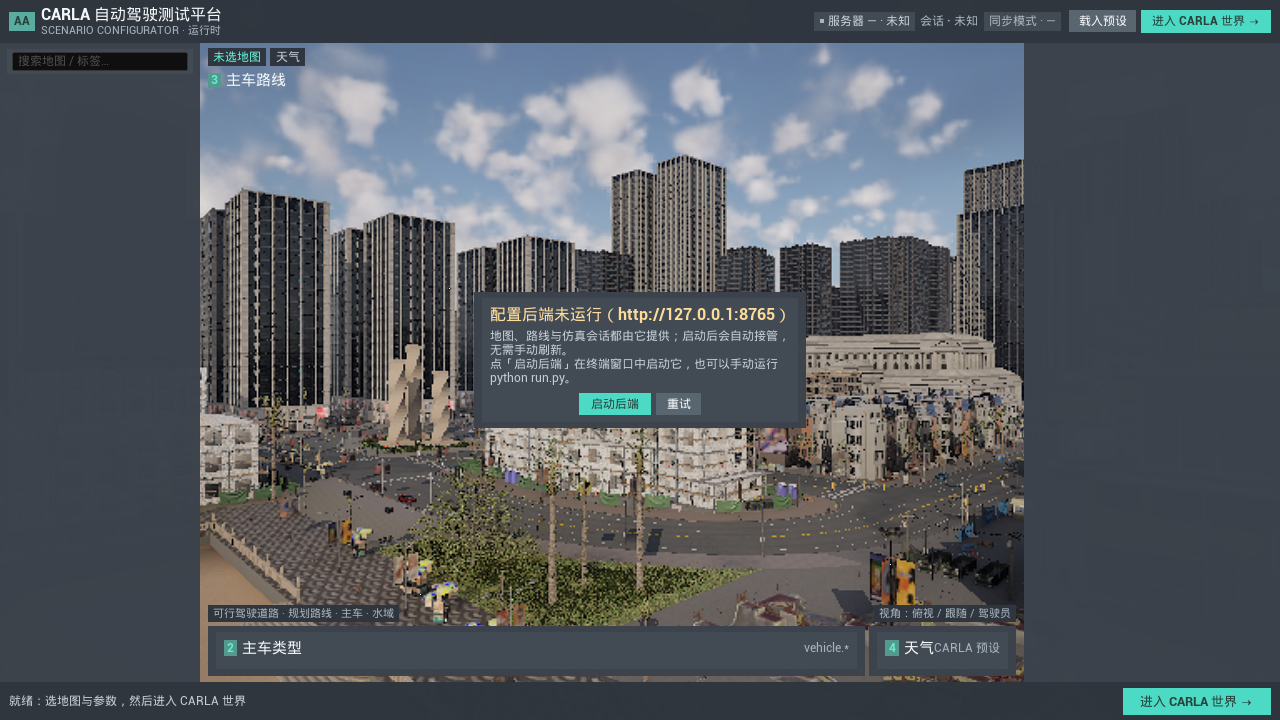 AA
CARLA 自动驾驶测试平台
SCENARIO CONFIGURATOR · 运行时
服务器 — · 未知
会话 · 未知
同步模式 · —
载入预设
进入 CARLA 世界 →
搜索地图 / 标签...
未选地图
天气
3 主车路线
配置后端未运行（http://127.0.0.1:8765）
地图、路线与仿真会话都由它提供；启动后会自动接管，
无需手动刷新。
点「启动后端」在终端窗口中启动它，也可以手动运行
python run.py。
启动后端
重试
可行驾驶道路 · 规划路线 · 主车 · 水域
视角：俯视 / 跟随 / 驾驶员
2 主车类型
vehicle.*
4 天气
CARLA 预设
就绪：选地图与参数，然后进入 CARLA 世界
进入 CARLA 世界 →